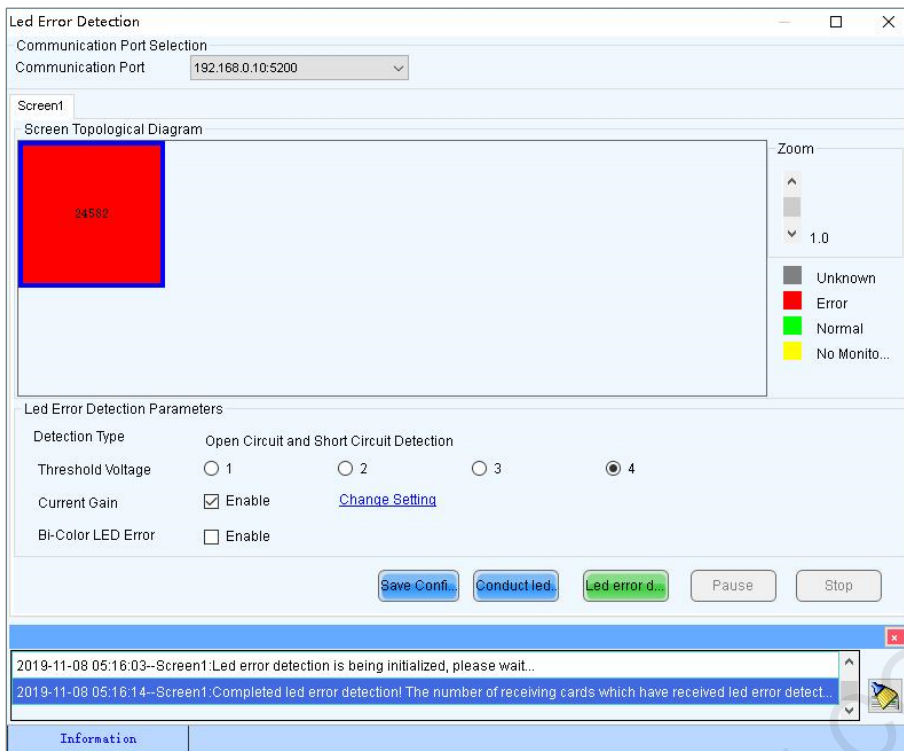 Led Error Detection
Communication Port Selection
Communication Port 192.168.0.10:5200
Screen1
Screen Topological Diagram
Zoom
24582
1.0
Unknown
Error
Normal
No Monito...
Led Error Detection Parameters
Detection Type Open Circuit and Short Circuit Detection
Threshold Voltage 1 2 3 4
Current Gain Enable Change Setting
Bi-Color LED Error Enable
Save Confi... Conduct led... Led error d... Pause Stop
2019-11-08 05:16:03--Screen1:Led error detection is being initialized, please wait...
2019-11-08 05:16:14--Screen1:Completed led error detection! The number of receiving cards which have received led error detect...
Information